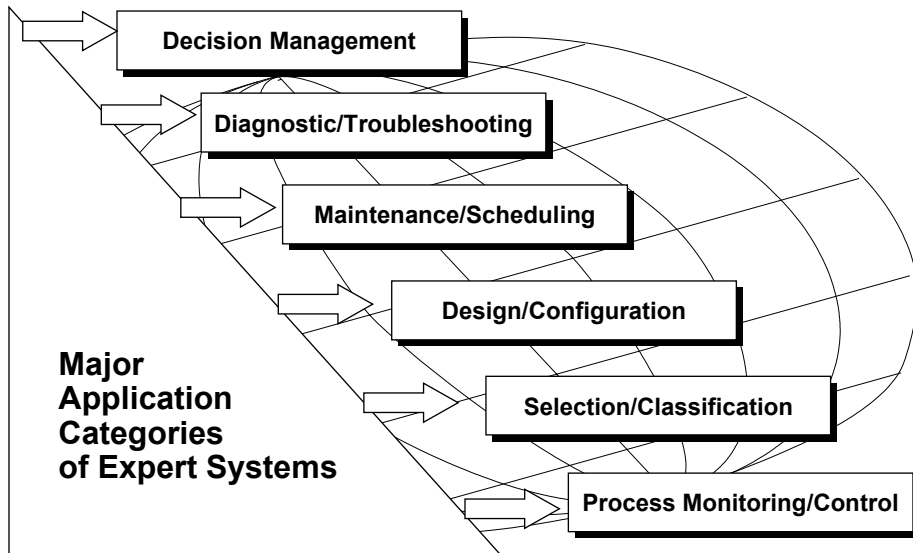 Decision Management
Diagnostic/Troubleshooting
Maintenance/Scheduling
Design/Configuration
Selection/Classification
Process Monitoring/Control
Major
Application
Categories
of Expert Systems